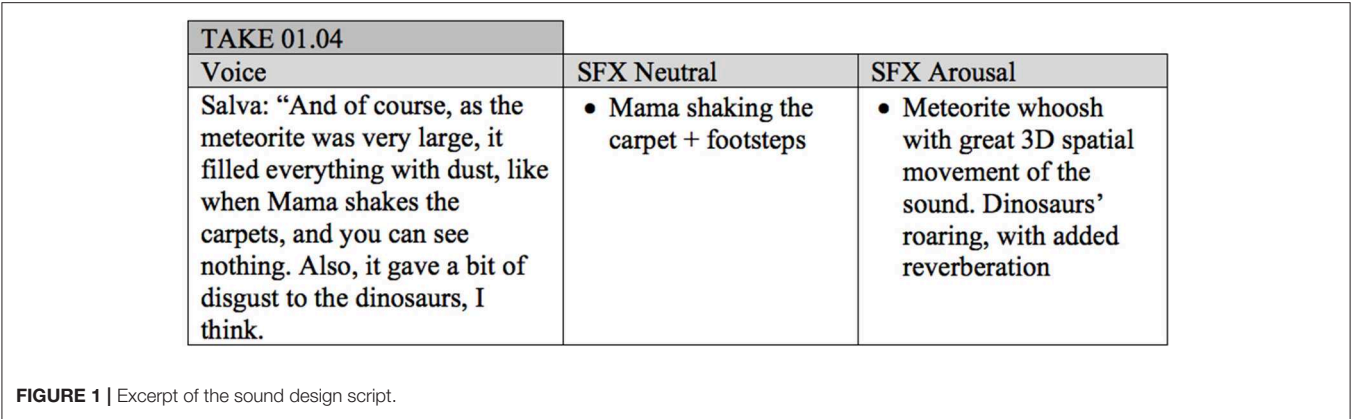 TAKE 01.04
Voice
SFX Neutral
SFX Arousal
Salva: “And of course, as the
meteorite was very large, it
filled everything with dust, like
when Mama shakes the
carpets, and you can see
nothing. Also, it gave a bit of
disgust to the dinosaurs, I
think.
• Mama shaking the
carpet + footsteps
• Meteorite whoosh
with great 3D spatial
movement of the
sound. Dinosaurs’
roaring, with added
reverberation
FIGURE 1 | Excerpt of the sound design script.